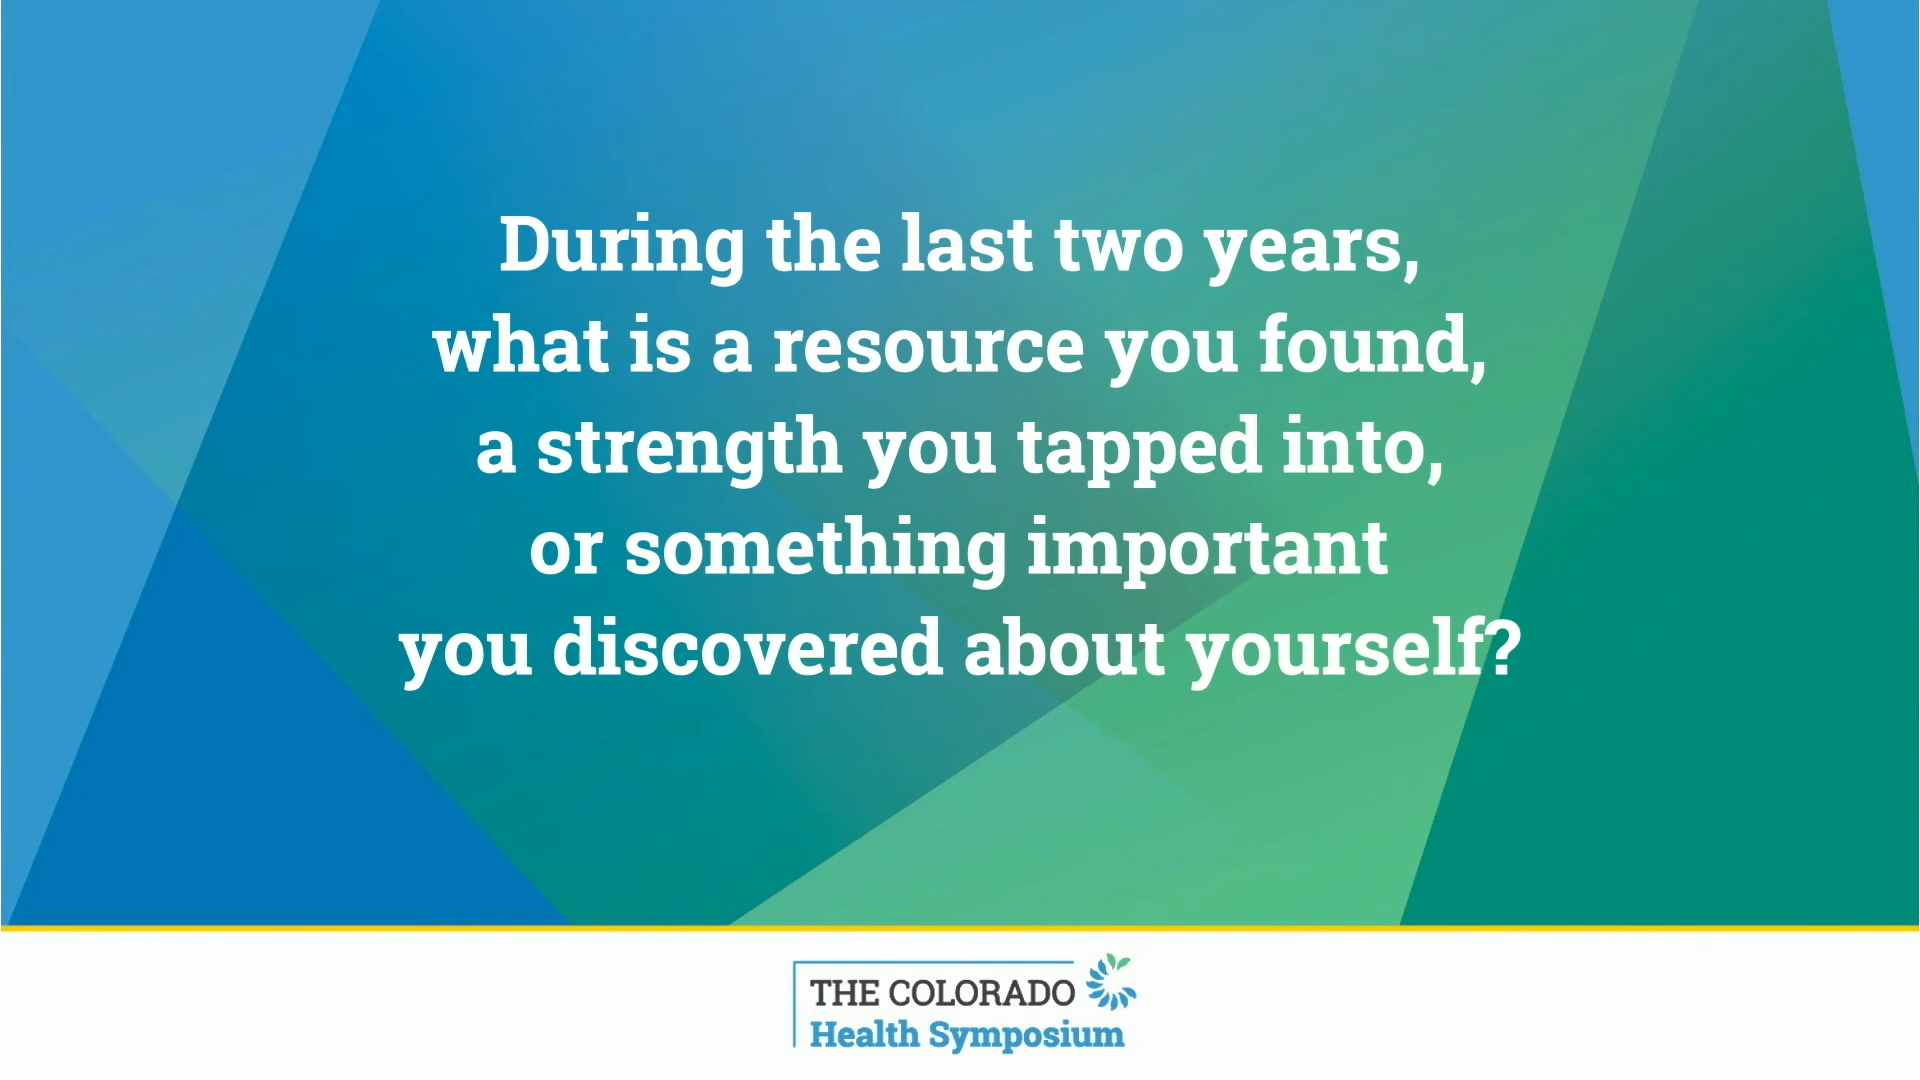 During the last two years,
what is a resource you found,
a strength you tapped into,
or something important
you discovered about yourself?
THE COLORADO
Health Symposium